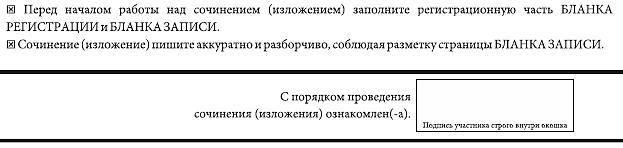 ☒ Перед началом работы над сочинением (изложением) заполните регистрационную часть БЛАНКА
РЕГИСТРАЦИИ и БЛАНКА ЗАПИСИ.
☒ Сочинение (изложение) пишите аккуратно и разборчиво, соблюдая разметку страницы БЛАНКА ЗАПИСИ.
С порядком проведения
сочинения (изложения) ознакомлен(-а).
Подпись участника строго внутри окошка